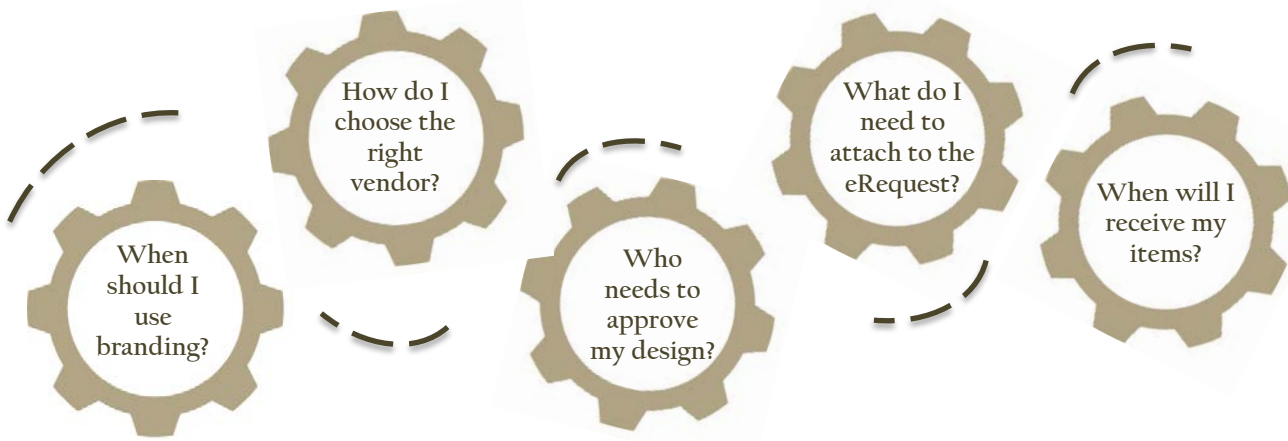 When
should I
use
branding?
How do I
choose the
right
vendor?
Who
needs to
approve
my design?
What do I
need to
attach to the
eRequest?
When will I
receive my
items?